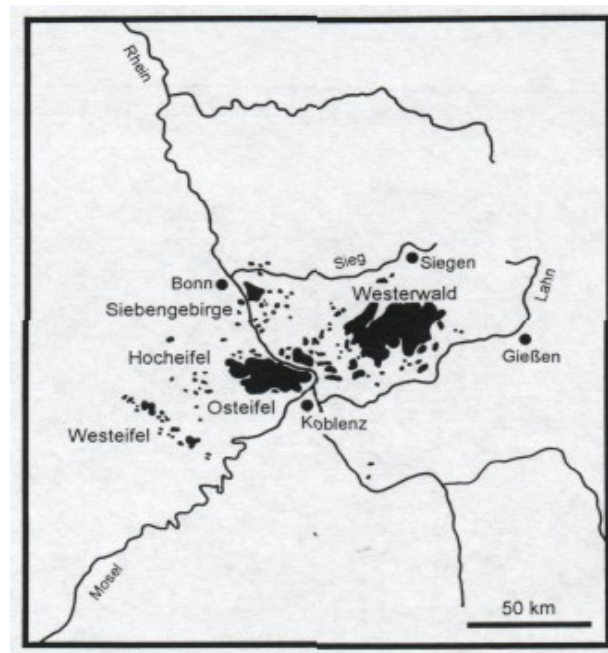 Rhein
Sieg
Siegen
Bonn
Lahn
Westerwald
Siebengebirge
Gießen
Hocheifel
Osteifel
Koblenz
Westeifel
Mosel
50 km